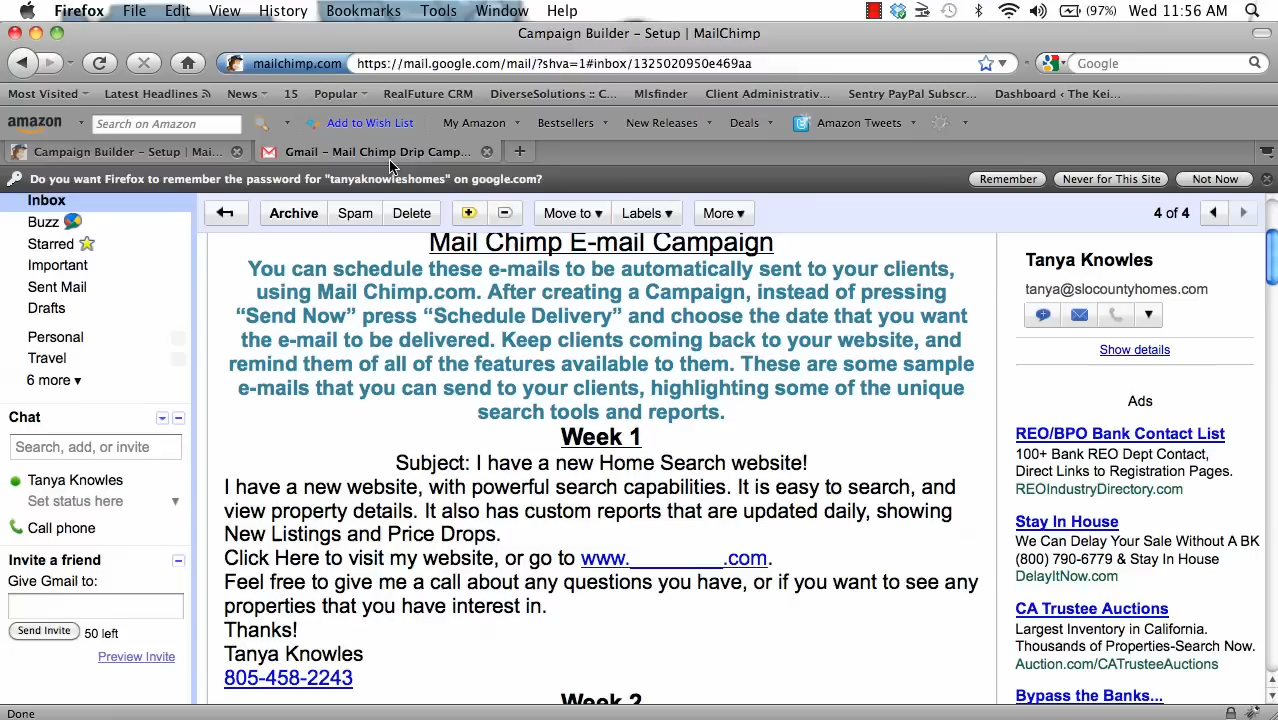 Firefox File Edit View History Bookmarks Tools Window Help (97%) Wed 11:56 AM
Campaign Builder – Setup | MailChimp
mailchimp.com https://mail.google.com/mail/?shva=1#inbox/1325020950e469aa Google
Most Visited Latest Headlines News 15 Popular RealFuture CRM DiverseSolutions :: C... Mlsfinder Client Administrativ... Sentry PayPal Subscr... Dashboard ‹ The Kei...
amazon Search on Amazon Add to Wish List My Amazon Bestsellers New Releases Deals Amazon Tweets
Campaign Builder – Setup | Mai... Gmail – Mail Chimp Drip Camp...
Do you want Firefox to remember the password for "tanyaknowleshomes" on google.com? Remember Never for This Site Not Now
Inbox
Buzz
Starred
Important
Sent Mail
Drafts
Personal
Travel
6 more ▾
Chat
Search, add, or invite
Tanya Knowles
Set status here
Call phone
Invite a friend
Give Gmail to:
Send Invite 50 left
Preview Invite
Archive Spam Delete Move to ▾ Labels ▾ More ▾ 4 of 4
Mail Chimp E-mail Campaign
You can schedule these e-mails to be automatically sent to your clients,
using Mail Chimp.com. After creating a Campaign, instead of pressing
“Send Now” press “Schedule Delivery” and choose the date that you want
the e-mail to be delivered. Keep clients coming back to your website, and
remind them of all of the features available to them. These are some sample
e-mails that you can send to your clients, highlighting some of the unique
search tools and reports.
Week 1
Subject: I have a new Home Search website!
I have a new website, with powerful search capabilities. It is easy to search, and
view property details. It also has custom reports that are updated daily, showing
New Listings and Price Drops.
Click Here to visit my website, or go to www.________.com.
Feel free to give me a call about any questions you have, or if you want to see any
properties that you have interest in.
Thanks!
Tanya Knowles
805-458-2243
Week 2
Tanya Knowles
tanya@slocountyhomes.com
Show details
Ads
REO/BPO Bank Contact List
100+ Bank REO Dept Contact,
Direct Links to Registration Pages.
REOIndustryDirectory.com
Stay In House
We Can Delay Your Sale Without A BK
(800) 790-6779 & Stay In House
DelayItNow.com
CA Trustee Auctions
Largest Inventory in California.
Thousands of Properties-Search Now.
Auction.com/CATrusteeAuctions
Bypass the Banks...
Done